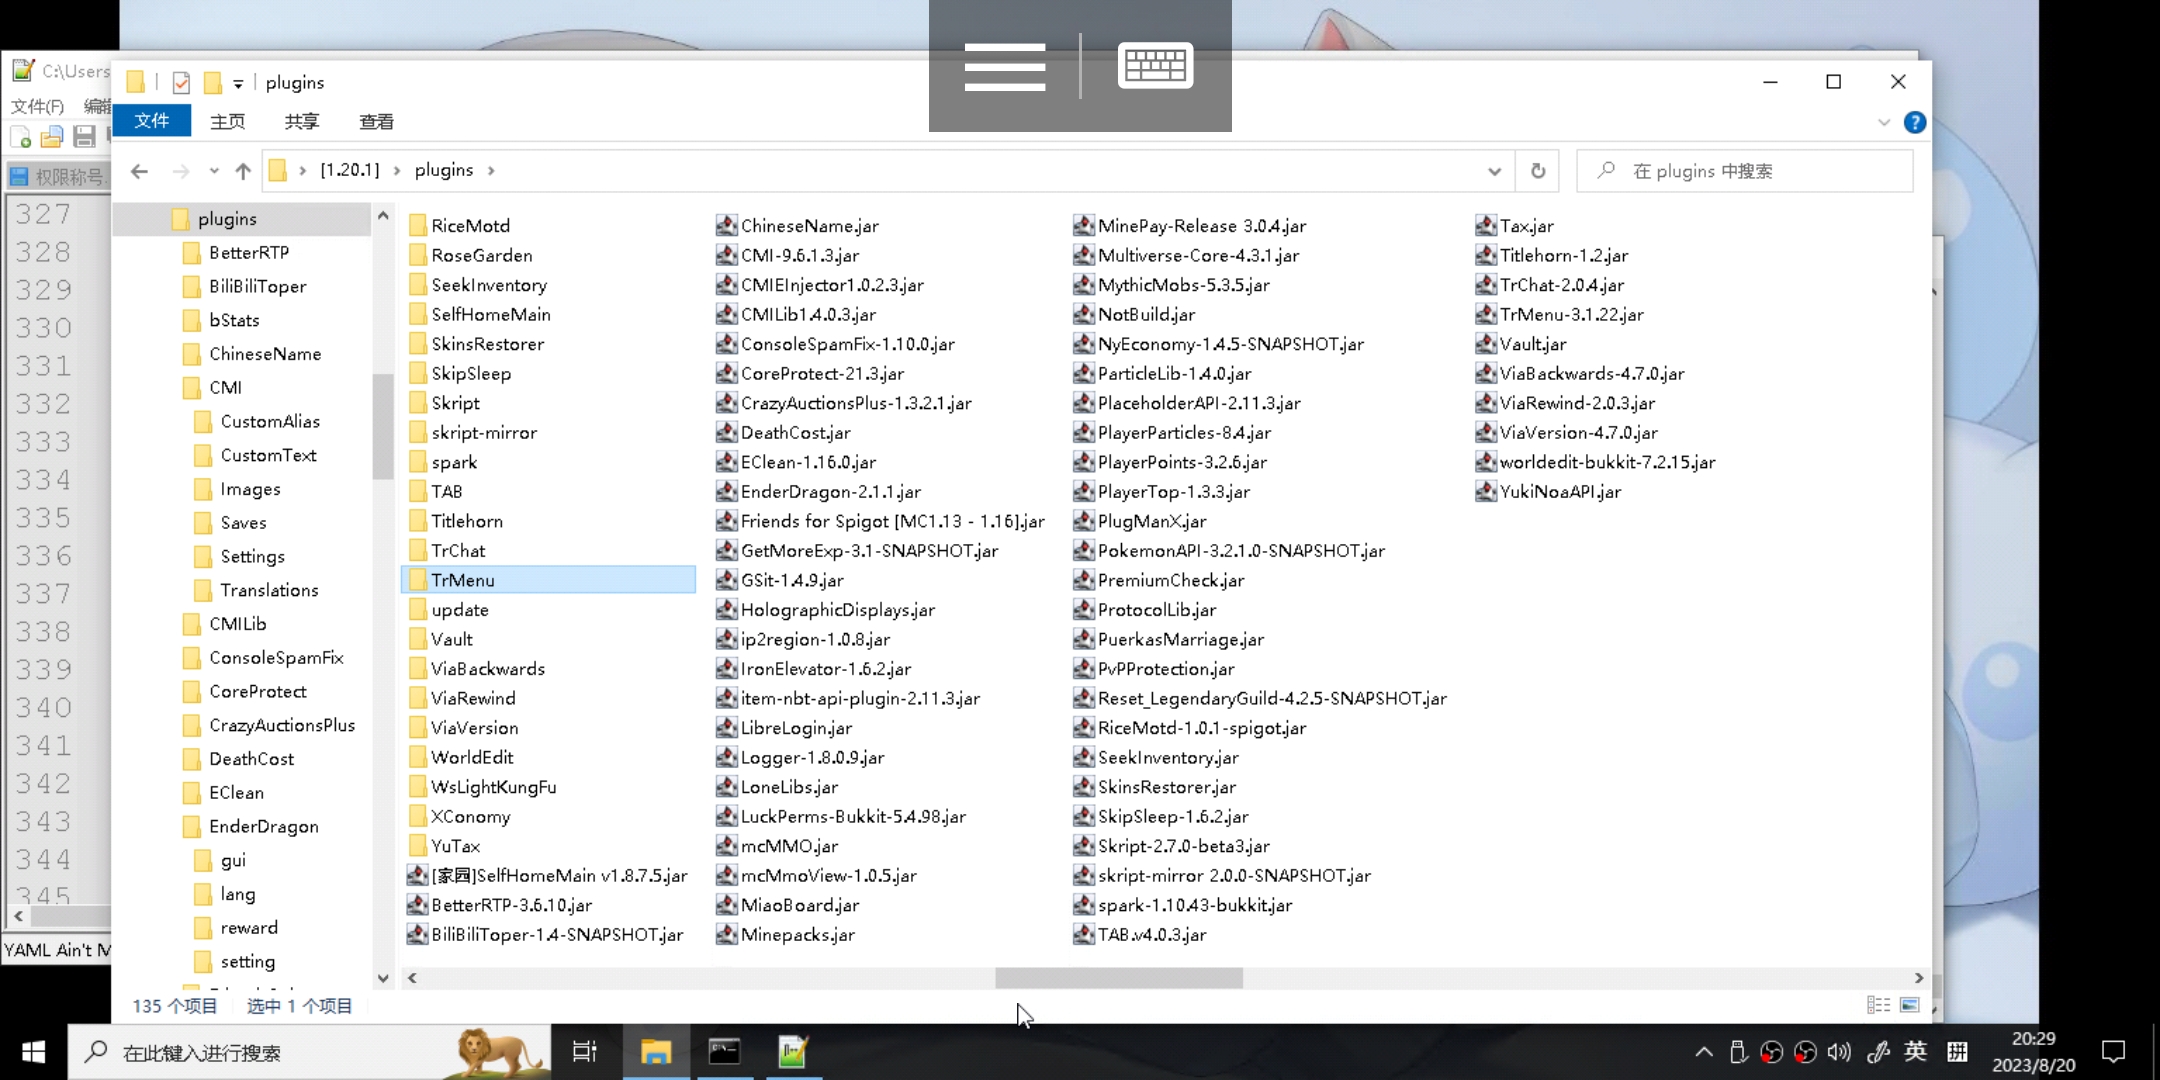 C:\Users
plugins
文件(F) 编辑
文件 主页 共享 查看
[1.20.1] plugins
在 plugins 中搜索
权限称号
327
328
329
330
331
332
333
334
335
336
337
338
339
340
341
342
343
344
345
YAML Ain't M
plugins
BetterRTP
BiliBiliToper
bStats
ChineseName
CMI
CustomAlias
CustomText
Images
Saves
Settings
Translations
CMILib
ConsoleSpamFix
CoreProtect
CrazyAuctionsPlus
DeathCost
EClean
EnderDragon
gui
lang
reward
setting
RiceMotd
RoseGarden
SeekInventory
SelfHomeMain
SkinsRestorer
SkipSleep
Skript
skript-mirror
spark
TAB
Titlehorn
TrChat
TrMenu
update
Vault
ViaBackwards
ViaRewind
ViaVersion
WorldEdit
WsLightKungFu
XConomy
YuTax
[家园]SelfHomeMain v1.8.7.5.jar
BetterRTP-3.6.10.jar
BiliBiliToper-1.4-SNAPSHOT.jar
ChineseName.jar
CMI-9.6.1.3.jar
CMIEInjector1.0.2.3.jar
CMILib1.4.0.3.jar
ConsoleSpamFix-1.10.0.jar
CoreProtect-21.3.jar
CrazyAuctionsPlus-1.3.2.1.jar
DeathCost.jar
EClean-1.16.0.jar
EnderDragon-2.1.1.jar
Friends for Spigot [MC1.13 - 1.16].jar
GetMoreExp-3.1-SNAPSHOT.jar
GSit-1.4.9.jar
HolographicDisplays.jar
ip2region-1.0.8.jar
IronElevator-1.6.2.jar
item-nbt-api-plugin-2.11.3.jar
LibreLogin.jar
Logger-1.8.0.9.jar
LoneLibs.jar
LuckPerms-Bukkit-5.4.98.jar
mcMMO.jar
mcMmoView-1.0.5.jar
MiaoBoard.jar
Minepacks.jar
MinePay-Release 3.0.4.jar
Multiverse-Core-4.3.1.jar
MythicMobs-5.3.5.jar
NotBuild.jar
NyEconomy-1.4.5-SNAPSHOT.jar
ParticleLib-1.4.0.jar
PlaceholderAPI-2.11.3.jar
PlayerParticles-8.4.jar
PlayerPoints-3.2.6.jar
PlayerTop-1.3.3.jar
PlugManX.jar
PokemonAPI-3.2.1.0-SNAPSHOT.jar
PremiumCheck.jar
ProtocolLib.jar
PuerkasMarriage.jar
PvPProtection.jar
Reset_LegendaryGuild-4.2.5-SNAPSHOT.jar
RiceMotd-1.0.1-spigot.jar
SeekInventory.jar
SkinsRestorer.jar
SkipSleep-1.6.2.jar
Skript-2.7.0-beta3.jar
skript-mirror 2.0.0-SNAPSHOT.jar
spark-1.10.43-bukkit.jar
TAB.v4.0.3.jar
Tax.jar
Titlehorn-1.2.jar
TrChat-2.0.4.jar
TrMenu-3.1.22.jar
Vault.jar
ViaBackwards-4.7.0.jar
ViaRewind-2.0.3.jar
ViaVersion-4.7.0.jar
worldedit-bukkit-7.2.15.jar
YukiNoaAPI.jar
135 个项目 选中 1 个项目
在此键入进行搜索
英 拼
20:29
2023/8/20